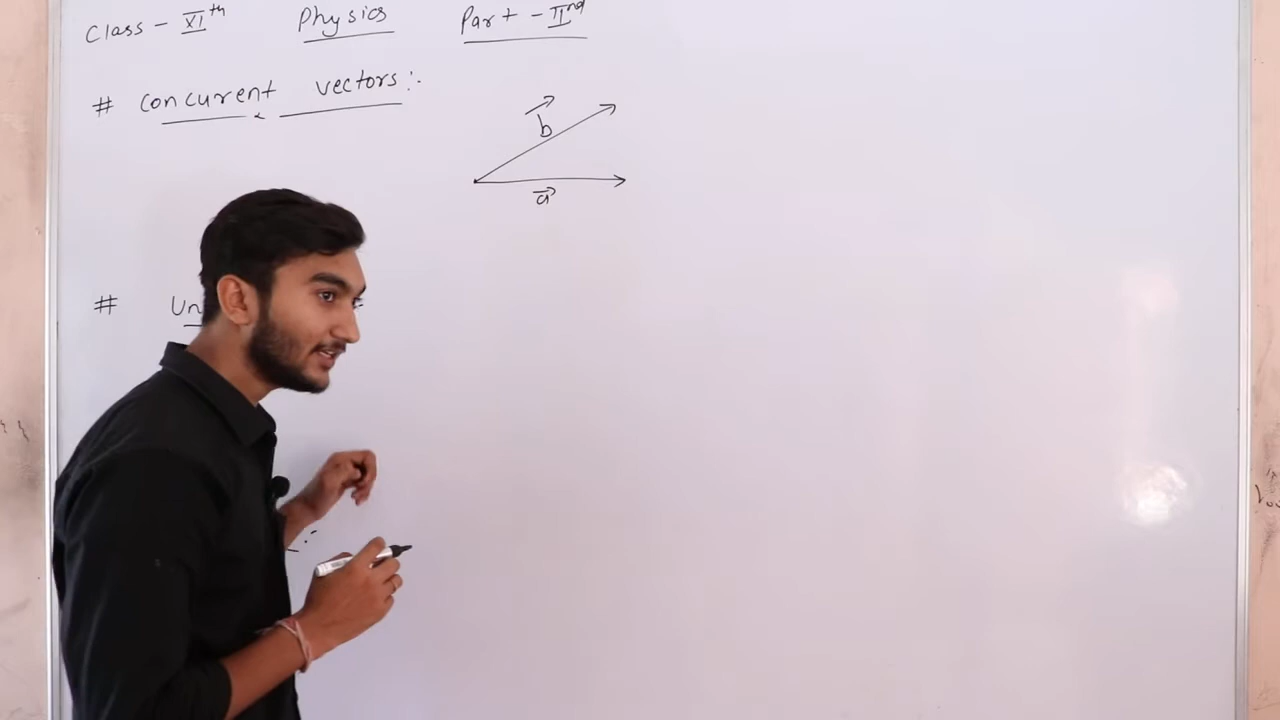 Class - XIth Physics Part - IInd
# Concurent vectors :-
b
a
#